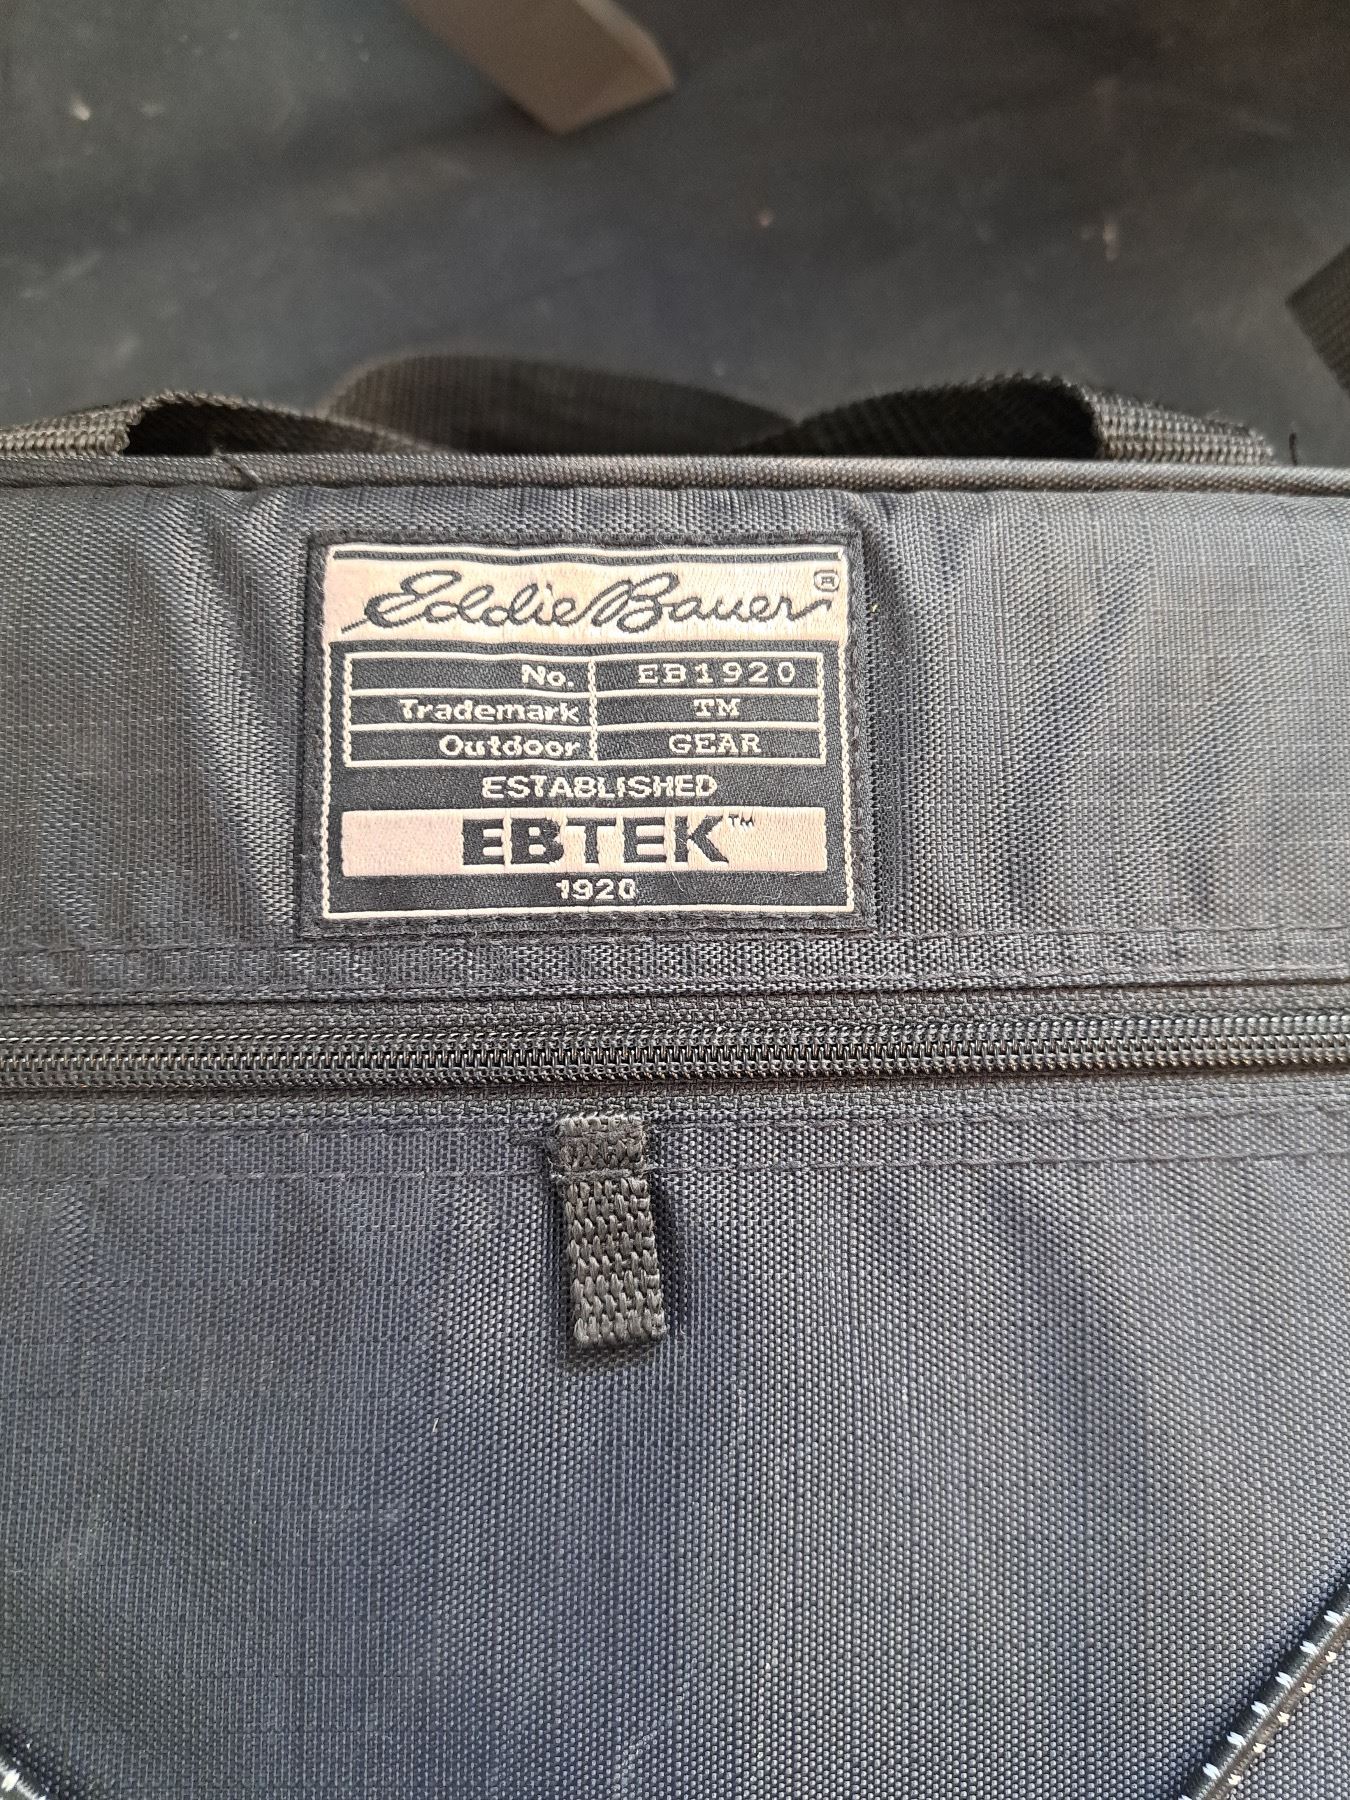 Eddie Bauer®
No. EB1920
Trademark TM
Outdoor GEAR
ESTABLISHED
EBTEK™
1920